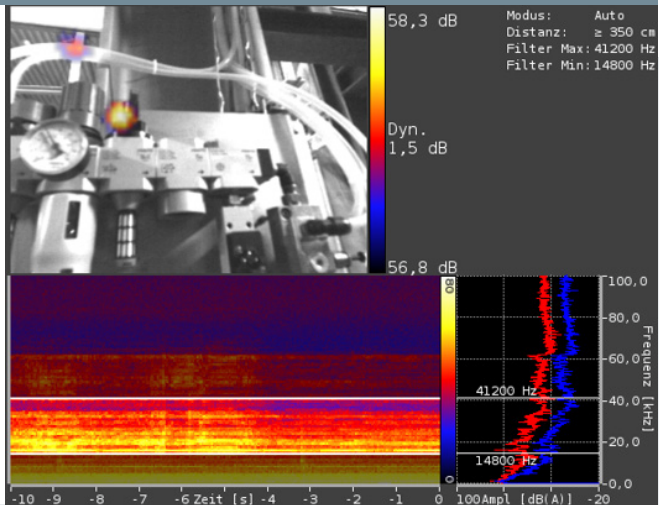 58,3 dB
Dyn.
1,5 dB
56,8 dB
Modus: Auto
Distanz: ≥ 350 cm
Filter Max: 41200 Hz
Filter Min: 14800 Hz
80
0
41200 Hz
14800 Hz
100,0
80,0
60,0
40,0
20,0
0,0
Frequenz [kHz]
-10 -9 -8 -7 -6 Zeit [s] -4 -3 -2 -1 0
100 Ampl [dB(A)] -20